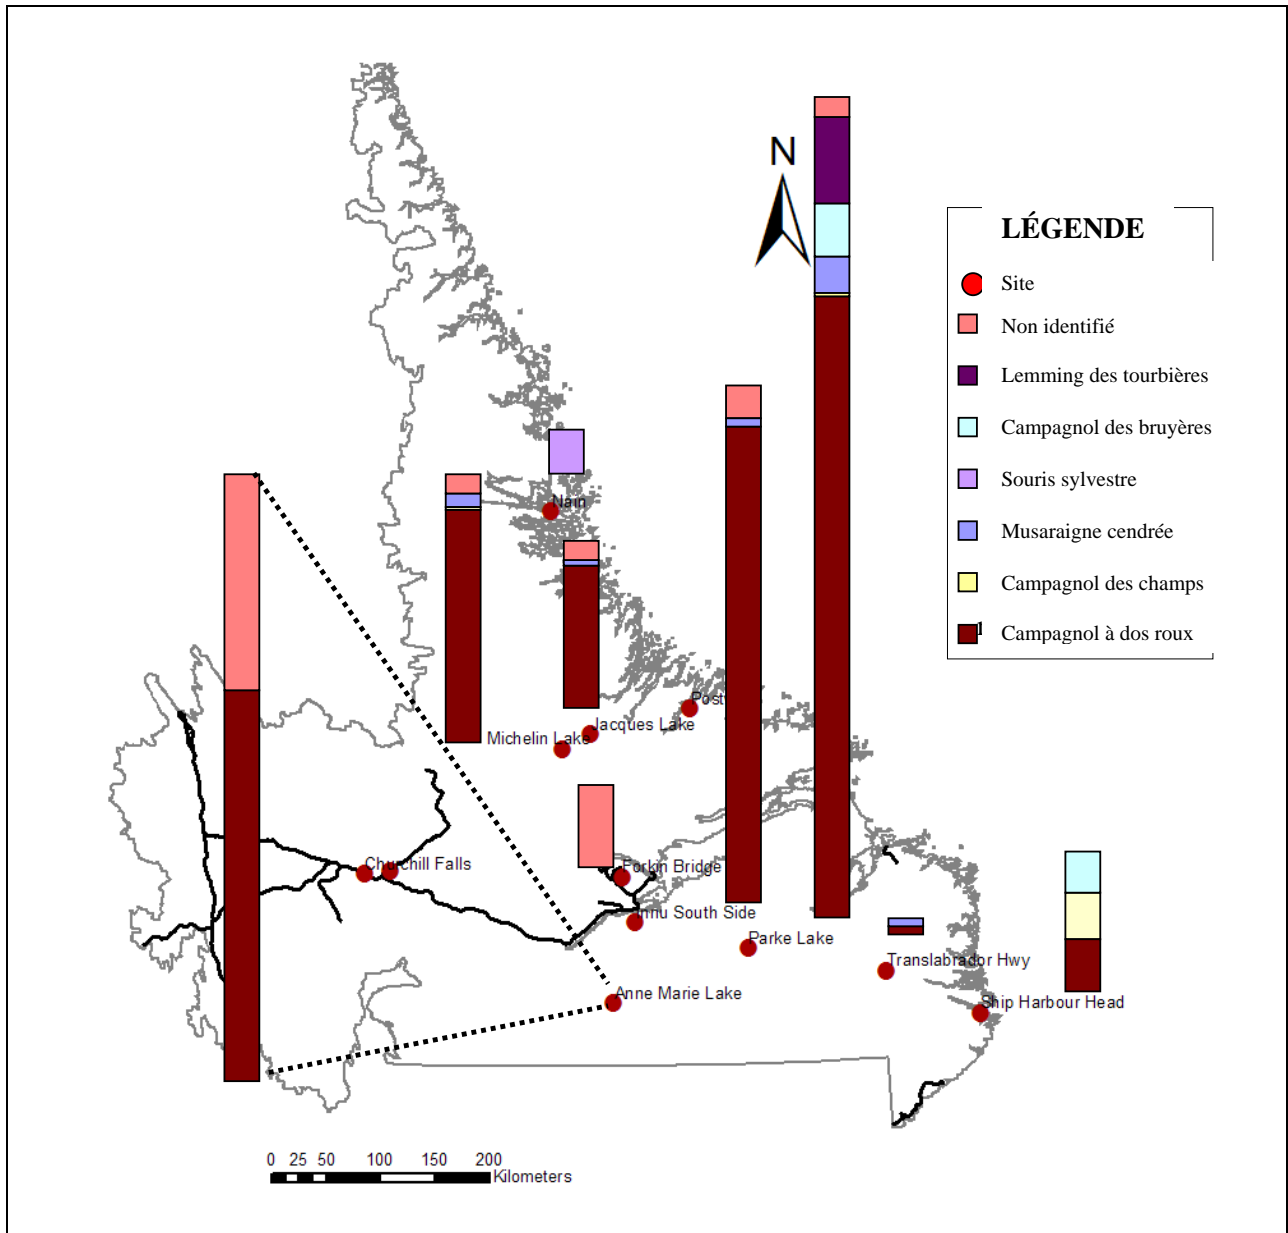 N
LÉGENDE
Site
Non identifié
Lemming des tourbières
Campagnol des bruyères
Souris sylvestre
Musaraigne cendrée
Campagnol des champs
Campagnol à dos roux
Nain
Jacques Lake
Michelin Lake
Churchill Falls
Forkin Bridge
Innu South Side
Parke Lake
Translabrador Hwy
Anne Marie Lake
Ship Harbour Head
0 25 50 100 150 200
Kilometers